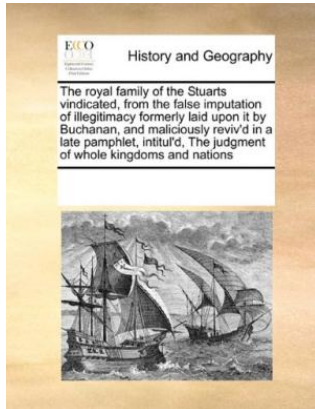 ECCO
History and Geography
The royal family of the Stuarts
vindicated, from the false imputation
of illegitimacy formerly laid upon it by
Buchanan, and maliciously reviv'd in a
late pamphlet, intitul'd, The judgment
of whole kingdoms and nations